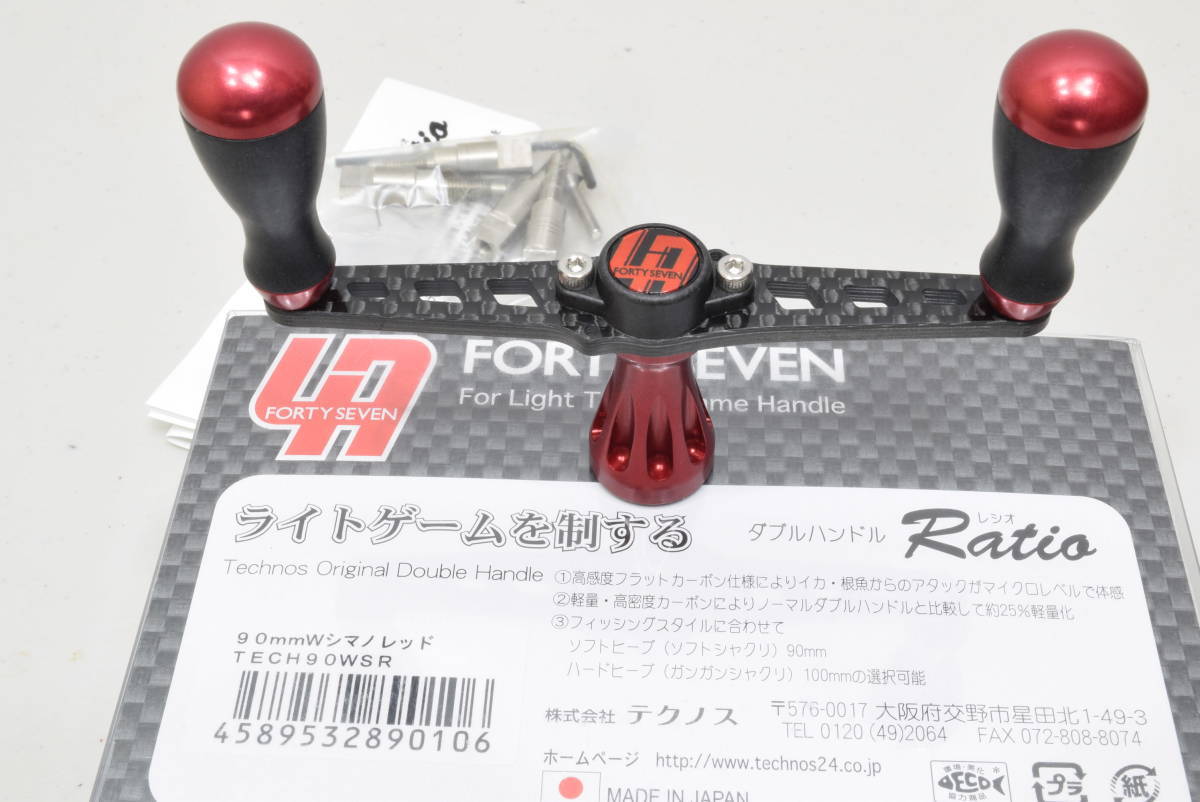 FORTY SEVEN
FORTY SEVEN
SEVEN
For Light
Handle
ライトゲームを制する
ダブルハンドル
レシオ
Ratio
Technos Original Double Handle
①高感度フラットカーボン仕様によりイカ・根魚からのアタックがマイクロレベルで体感
②軽量・高密度カーボンによりノーマルダブルハンドルと比較して約25%軽量化
③フィッシングスタイルに合わせて
ソフトヒープ（ソフトシャクリ）90mm
ハードヒープ（ガンガンシャクリ）100mmの選択可能
90mmWシマノレッド
TECH90WSR
4589532890106
株式会社 テクノス
〒576-0017 大阪府交野市星田北1-49-3
TEL 0120 (49)2064 FAX 072-808-8074
ホームページ http://www.technos24.co.jp
MADE IN JAPAN
環境・美化
ECO
協力商品
プラ
紙